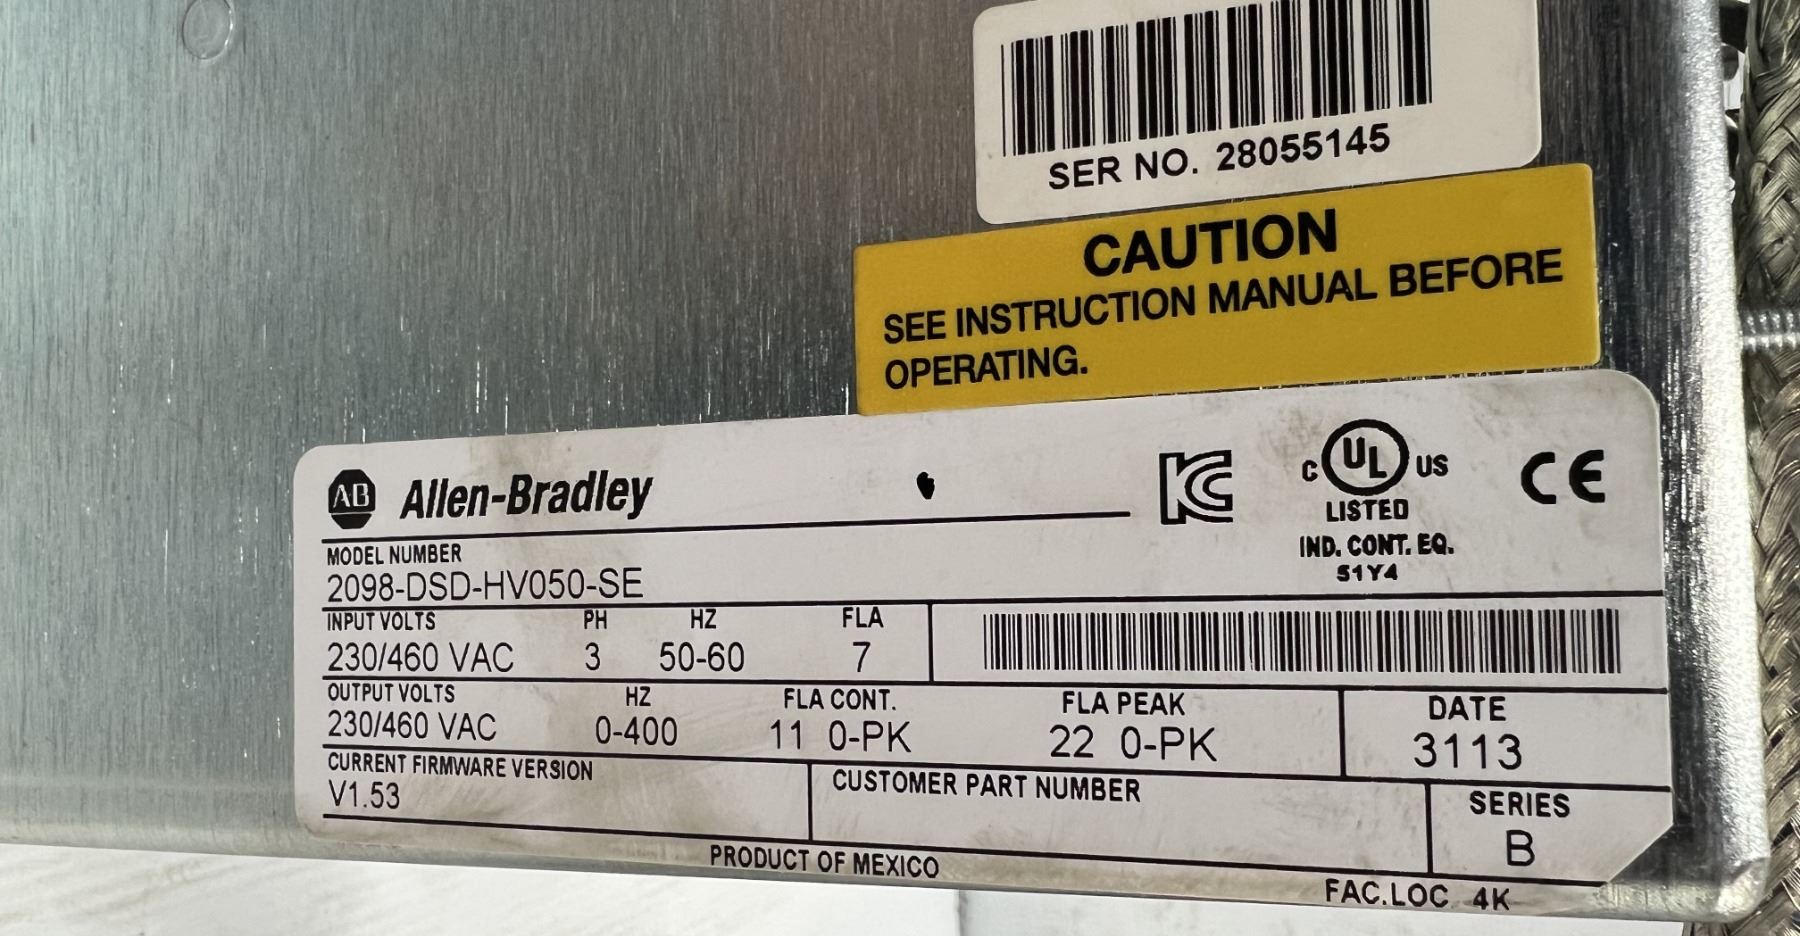 SER NO. 28055145
CAUTION
SEE INSTRUCTION MANUAL BEFORE
OPERATING.
AB Allen-Bradley
C UL US
LISTED
IND. CONT. EQ.
51Y4
CE
MODEL NUMBER
2098-DSD-HV050-SE
INPUT VOLTS PH HZ FLA
230/460 VAC 3 50-60 7
OUTPUT VOLTS HZ FLA CONT. FLA PEAK DATE
230/460 VAC 0-400 11 0-PK 22 0-PK 3113
CURRENT FIRMWARE VERSION CUSTOMER PART NUMBER SERIES
V1.53 B
PRODUCT OF MEXICO
FAC.LOC. 4K